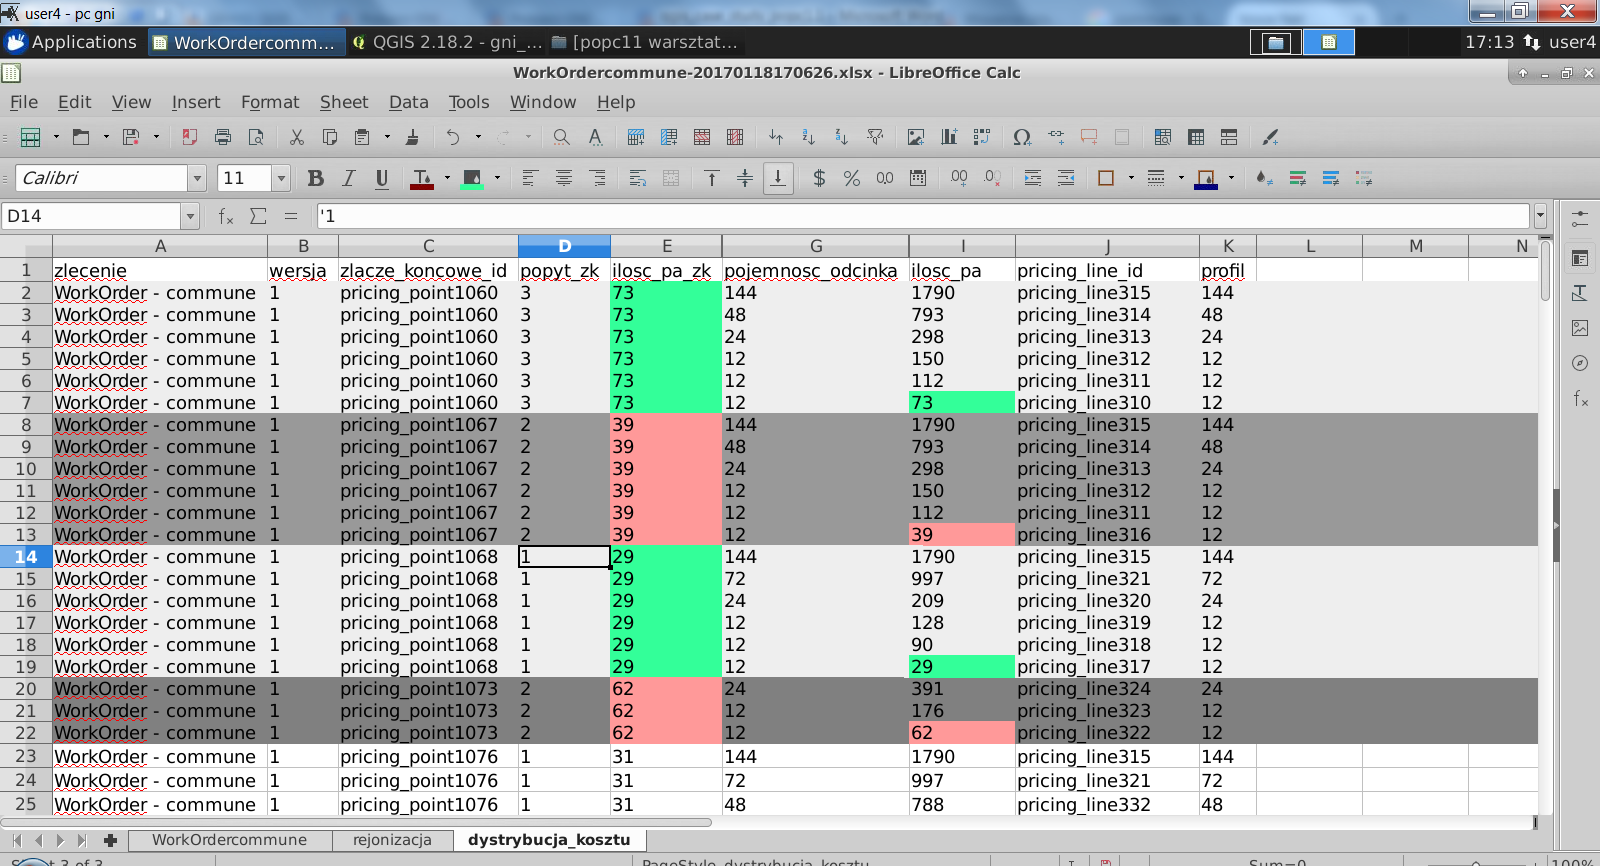 user4 - pc gni
Applications WorkOrdercomm... QGIS 2.18.2 - gni_... [popc11 warsztat... 17:13 user4
WorkOrdercommune-20170118170626.xlsx - LibreOffice Calc
File Edit View Insert Format Sheet Data Tools Window Help
Calibri 11
D14 '1
A B C D E G I J K L M N
1 zlecenie wersja zlacze_koncowe_id popyt_zk ilosc_pa_zk pojemnosc_odcinka ilosc_pa pricing_line_id profil
2 WorkOrder - commune 1 pricing_point1060 3 73 144 1790 pricing_line315 144
3 WorkOrder - commune 1 pricing_point1060 3 73 48 793 pricing_line314 48
4 WorkOrder - commune 1 pricing_point1060 3 73 24 298 pricing_line313 24
5 WorkOrder - commune 1 pricing_point1060 3 73 12 150 pricing_line312 12
6 WorkOrder - commune 1 pricing_point1060 3 73 12 112 pricing_line311 12
7 WorkOrder - commune 1 pricing_point1060 3 73 12 73 pricing_line310 12
8 WorkOrder - commune 1 pricing_point1067 2 39 144 1790 pricing_line315 144
9 WorkOrder - commune 1 pricing_point1067 2 39 48 793 pricing_line314 48
10 WorkOrder - commune 1 pricing_point1067 2 39 24 298 pricing_line313 24
11 WorkOrder - commune 1 pricing_point1067 2 39 12 150 pricing_line312 12
12 WorkOrder - commune 1 pricing_point1067 2 39 12 112 pricing_line311 12
13 WorkOrder - commune 1 pricing_point1067 2 39 12 39 pricing_line316 12
14 WorkOrder - commune 1 pricing_point1068 1 29 144 1790 pricing_line315 144
15 WorkOrder - commune 1 pricing_point1068 1 29 72 997 pricing_line321 72
16 WorkOrder - commune 1 pricing_point1068 1 29 24 209 pricing_line320 24
17 WorkOrder - commune 1 pricing_point1068 1 29 12 128 pricing_line319 12
18 WorkOrder - commune 1 pricing_point1068 1 29 12 90 pricing_line318 12
19 WorkOrder - commune 1 pricing_point1068 1 29 12 29 pricing_line317 12
20 WorkOrder - commune 1 pricing_point1073 2 62 24 391 pricing_line324 24
21 WorkOrder - commune 1 pricing_point1073 2 62 12 176 pricing_line323 12
22 WorkOrder - commune 1 pricing_point1073 2 62 12 62 pricing_line322 12
23 WorkOrder - commune 1 pricing_point1076 1 31 144 1790 pricing_line315 144
24 WorkOrder - commune 1 pricing_point1076 1 31 72 997 pricing_line321 72
25 WorkOrder - commune 1 pricing_point1076 1 31 48 788 pricing_line332 48
WorkOrdercommune rejonizacja dystrybucja_kosztu
3 of 3 PageStyle_dystrybucja_kosztu Sum=0 100%